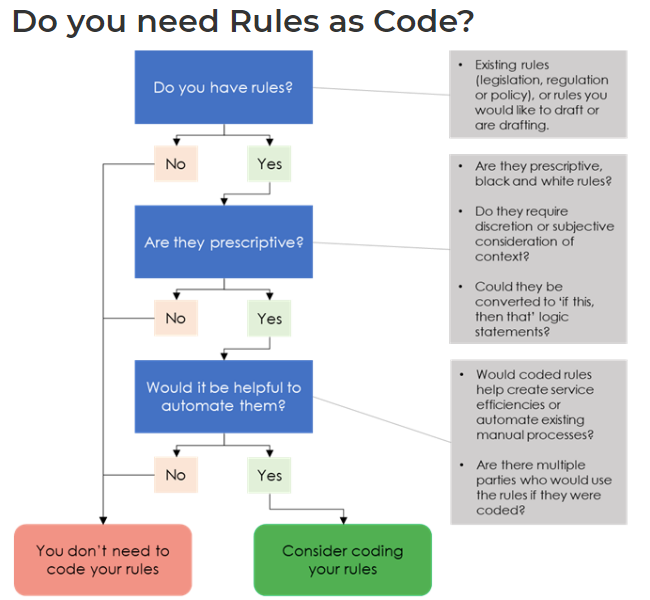 Do you need Rules as Code?
Do you have rules?
• Existing rules
(legislation, regulation
or policy), or rules you
would like to draft or
are drafting.
No
Yes
Are they prescriptive?
• Are they prescriptive,
black and white rules?
• Do they require
discretion or subjective
consideration of
context?
• Could they be
converted to 'if this,
then that' logic
statements?
No
Yes
Would it be helpful to
automate them?
• Would coded rules
help create service
efficiencies or
automate existing
manual processes?
• Are there multiple
parties who would use
the rules if they were
coded?
No
Yes
You don't need to
code your rules
Consider coding
your rules